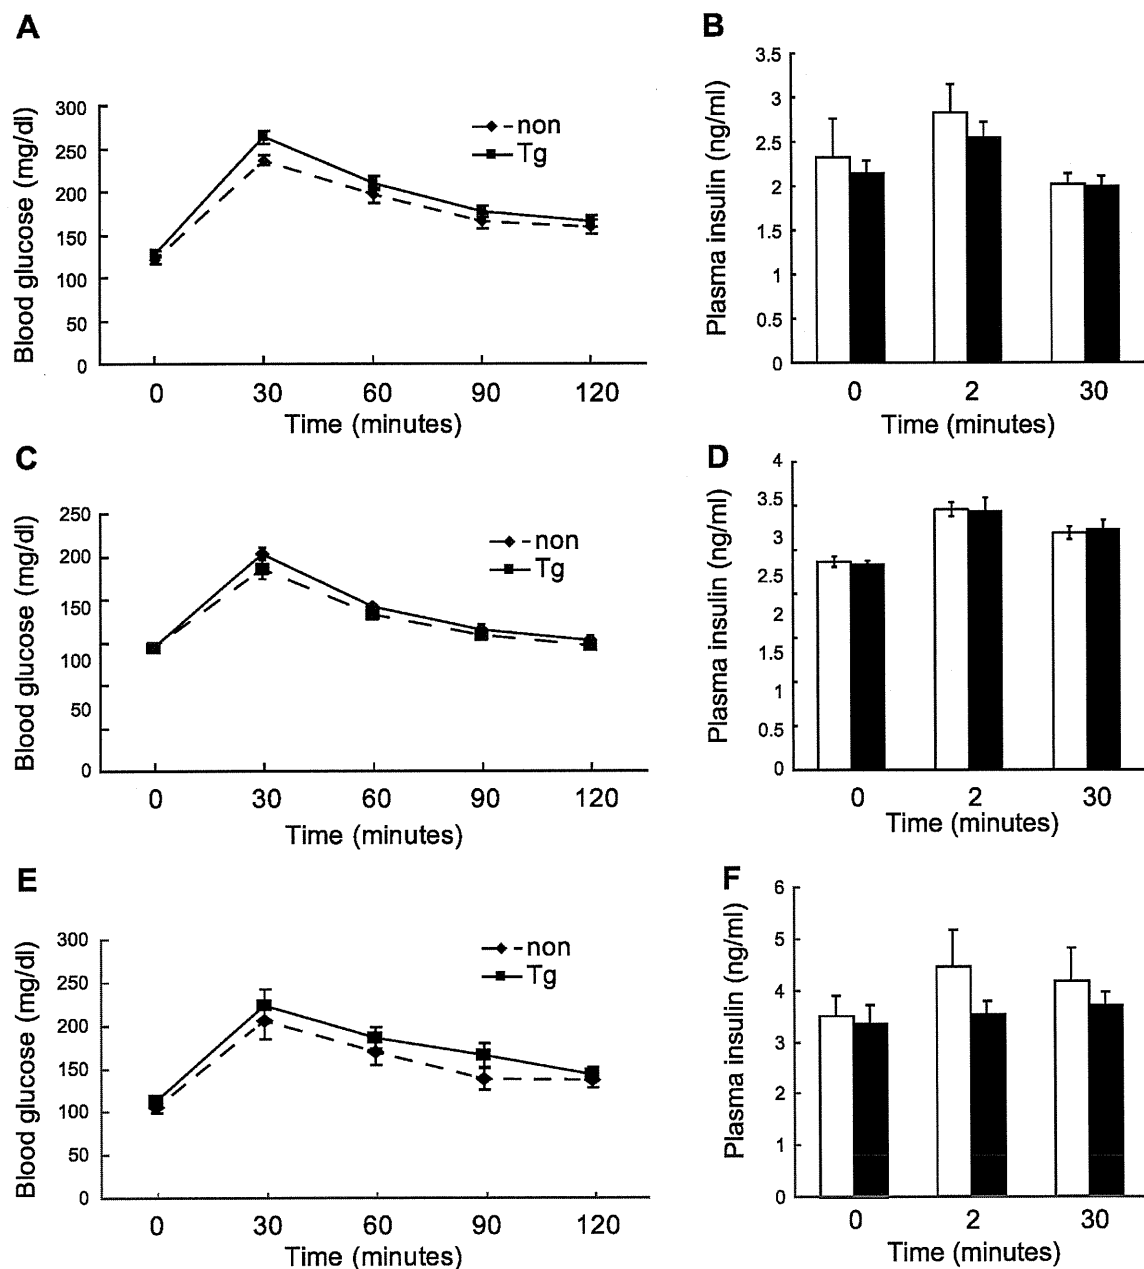 A
Blood glucose (mg/dl)
300
250
200
150
100
50
0
non
Tg
0 30 60 90 120
Time (minutes)
B
Plasma insulin (ng/ml)
3.5
3
2.5
2
1.5
1
0.5
0
0 2 30
Time (minutes)
C
Blood glucose (mg/dl)
250
200
150
100
50
0
non
Tg
0 30 60 90 120
Time (minutes)
D
Plasma insulin (ng/ml)
4
3.5
3
2.5
2
1.5
1
0.5
0
0 2 30
Time (minutes)
E
Blood glucose (mg/dl)
300
250
200
150
100
50
0
non
Tg
0 30 60 90 120
Time (minutes)
F
Plasma insulin (ng/ml)
6
5
4
3
2
1
0
0 2 30
Time (minutes)